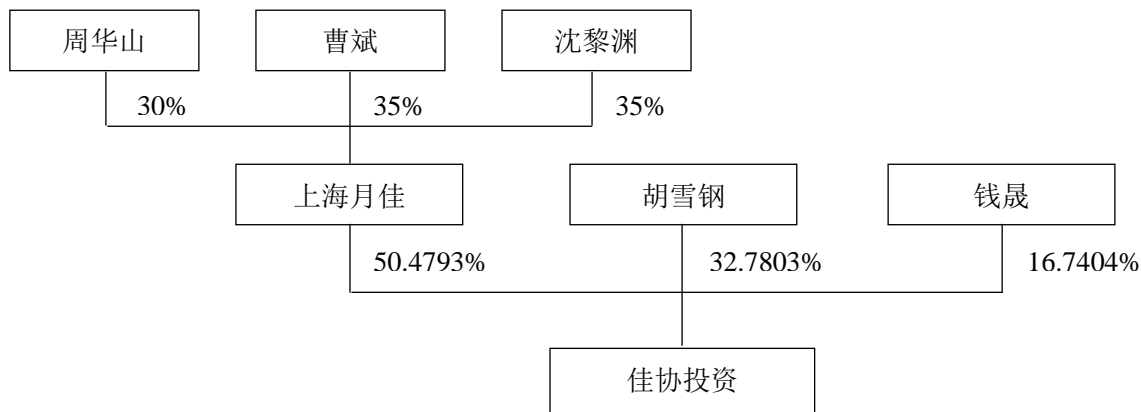 周华山 曹斌 沈黎渊
30% 35% 35%
上海月佳 胡雪钢 钱晟
50.4793% 32.7803% 16.7404%
佳协投资